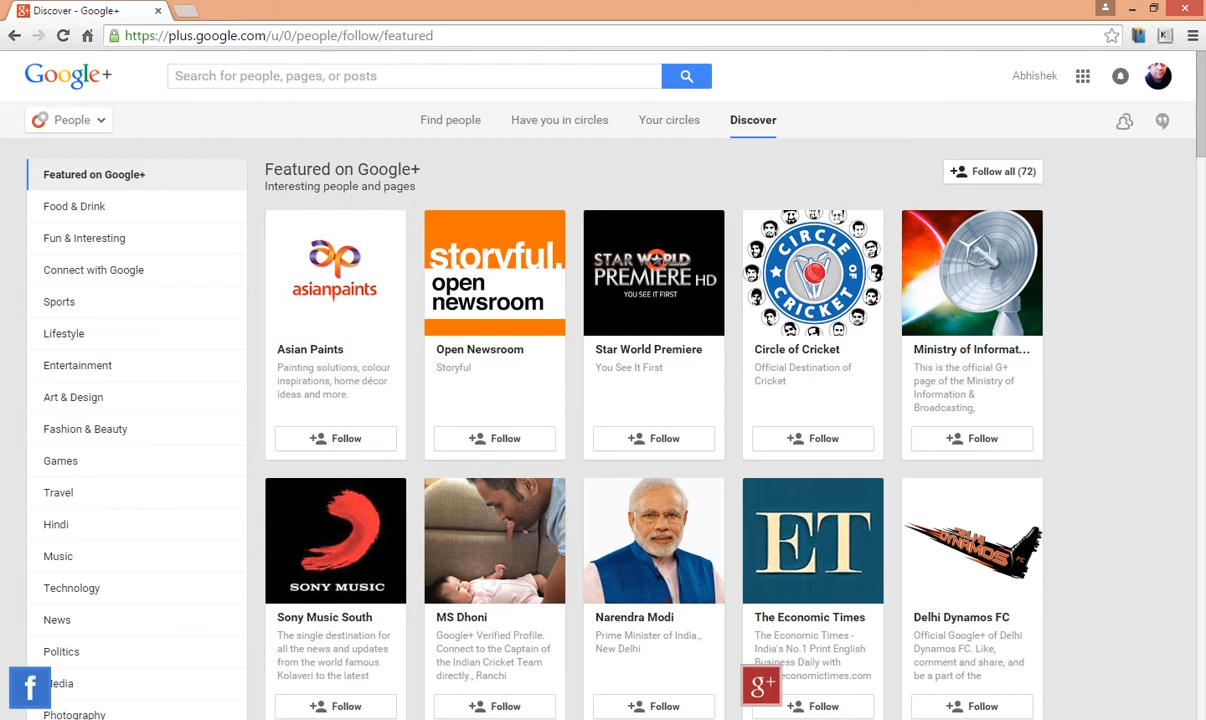 Discover - Google+
https://plus.google.com/u/0/people/follow/featured
Google+
Search for people, pages, or posts
Abhishek
People
Find people
Have you in circles
Your circles
Discover
Featured on Google+
Food & Drink
Fun & Interesting
Connect with Google
Sports
Lifestyle
Entertainment
Art & Design
Fashion & Beauty
Games
Travel
Hindi
Music
Technology
News
Politics
Media
Photography
Featured on Google+
Interesting people and pages
Follow all (72)
ap
asianpaints
Asian Paints
Painting solutions, colour
inspirations, home décor
ideas and more.
Follow
storyful.
open
newsroom
Open Newsroom
Storyful
Follow
STAR WORLD
PREMIERE HD
YOU SEE IT FIRST
Star World Premiere
You See It First
Follow
CIRCLE OF
CRICKET
Circle of Cricket
Official Destination of
Cricket
Follow
Ministry of Informat...
This is the official G+
page of the Ministry of
Information &
Broadcasting,
Follow
SONY MUSIC
Sony Music South
The single destination for
all the news and updates
from the world famous
Kolaveri to the latest
Follow
MS Dhoni
Google+ Verified Profile.
Connect to the Captain of
the Indian Cricket Team
directly., Ranchi
Follow
Narendra Modi
Prime Minister of India.,
New Delhi
Follow
ET
The Economic Times
The Economic Times -
India's No.1 Print English
Business Daily with
economictimes.com
Follow
DELHI
DYNAMOS FC
Delhi Dynamos FC
Official Google+ of Delhi
Dynamos FC. Like,
comment and share, and
be a part of the
Follow
f
g+